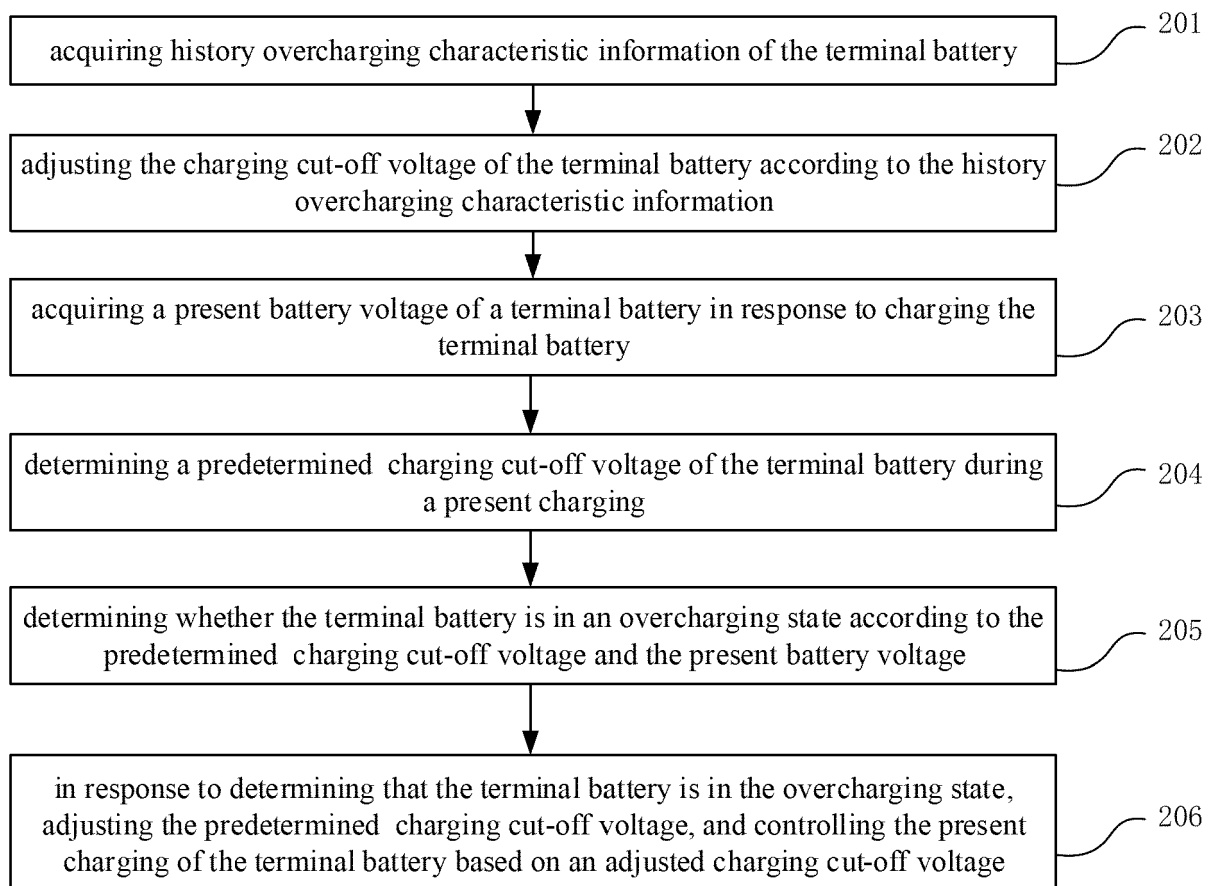 acquiring history overcharging characteristic information of the terminal battery
201
adjusting the charging cut-off voltage of the terminal battery according to the history
overcharging characteristic information
202
acquiring a present battery voltage of a terminal battery in response to charging the
terminal battery
203
determining a predetermined charging cut-off voltage of the terminal battery during
a present charging
204
determining whether the terminal battery is in an overcharging state according to the
predetermined charging cut-off voltage and the present battery voltage
205
in response to determining that the terminal battery is in the overcharging state,
adjusting the predetermined charging cut-off voltage, and controlling the present
charging of the terminal battery based on an adjusted charging cut-off voltage
206